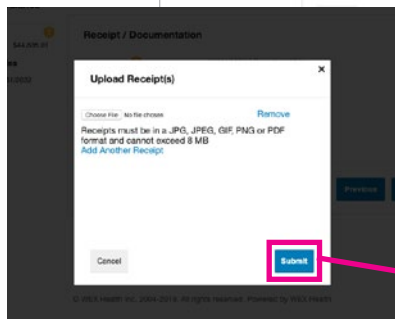 Receipt / Documentation
Upload Receipt(s)
×
Choose File No file chosen
Remove
Receipts must be in a JPG, JPEG, GIF, PNG or PDF
format and cannot exceed 8 MB
Add Another Receipt
Previous
Cancel
Submit
© WEX Health Inc. 2004-2019. All rights reserved. Powered by WEX Health